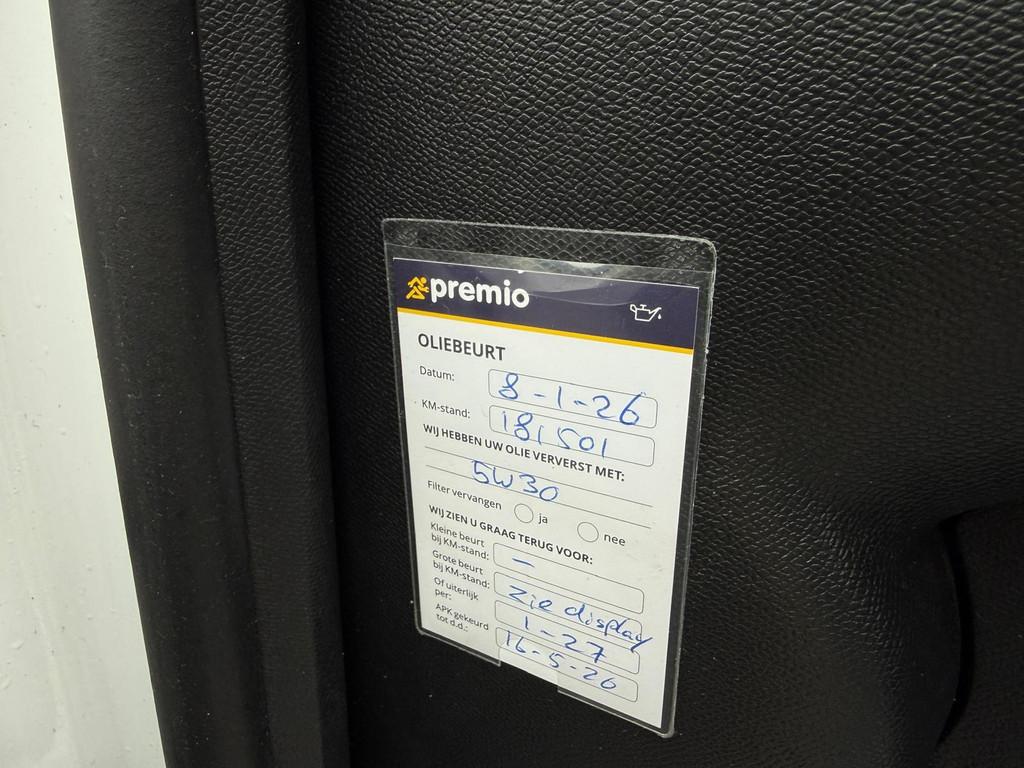 premio
OLIEBEURT
Datum: 8-1-26
KM-stand: 181501
WIJ HEBBEN UW OLIE VERVERST MET:
5W30
Filter vervangen ja nee
WIJ ZIEN U GRAAG TERUG VOOR:
Kleine beurt
bij KM-stand: -
Grote beurt
bij KM-stand: zie display
Of uiterlijk
per: 1-27
APK gekeurd
tot d.d.: 16-5-26